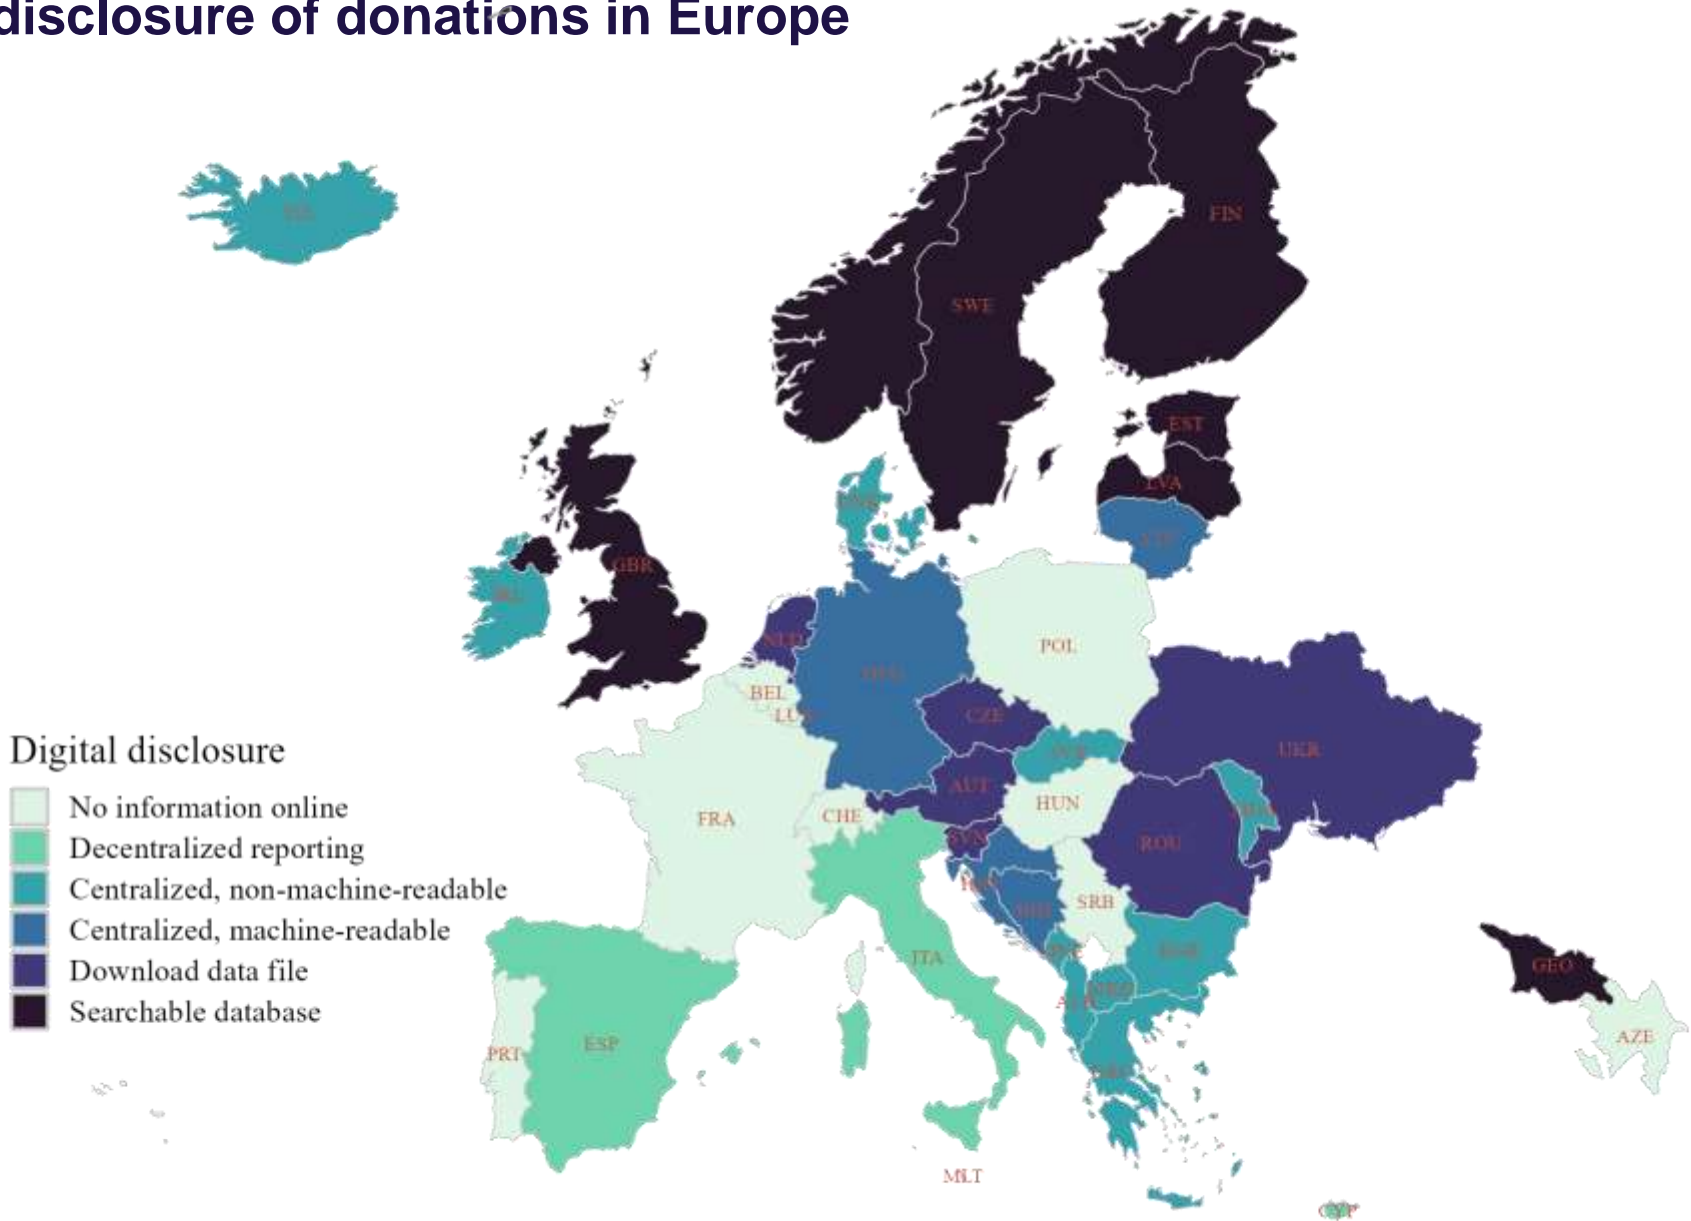 disclosure of donations in Europe
FIN
SWE
EST
LVA
GBR
NLD
POL
BEL
CZE
UKR
AUT
HUN
FRA
CHE
SVN
ROU
SRB
ITA
GEO
AZE
ESP
PRT
MLT
CYP
Digital disclosure
No information online
Decentralized reporting
Centralized, non-machine-readable
Centralized, machine-readable
Download data file
Searchable database